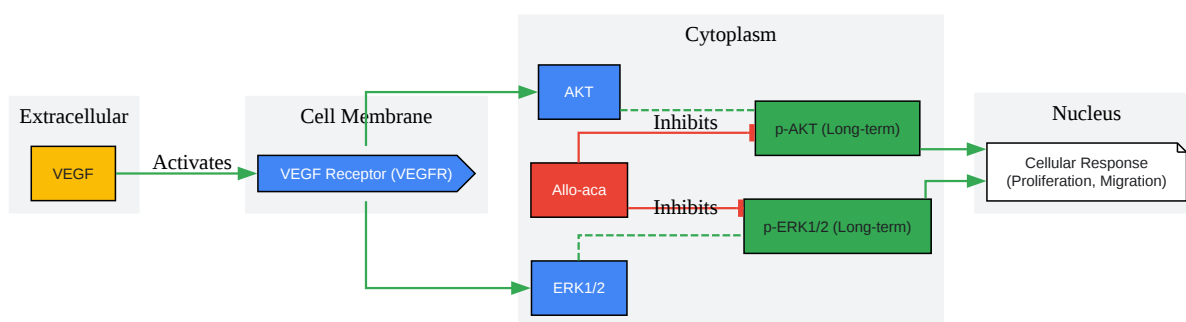 Cytoplasm
Extracellular
Cell Membrane
Nucleus
AKT
Inhibits
p-AKT (Long-term)
VEGF
Activates
VEGF Receptor (VEGFR)
Allo-aca
Cellular Response
(Proliferation, Migration)
Inhibits
p-ERK1/2 (Long-term)
ERK1/2